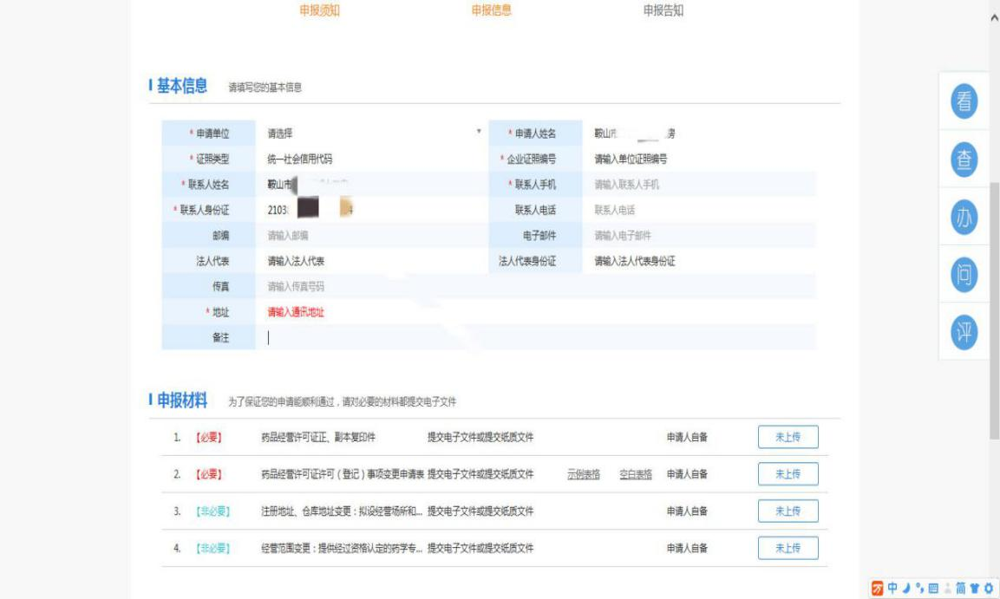 申报须知 申报信息 申报告知
基本信息 请填写您的基本信息
* 申请单位 请选择 * 申请人姓名 鞍山市 房
* 证照类型 统一社会信用代码 * 企业证照编号 请输入单位证照编号
* 联系人姓名 鞍山市 * 联系人手机 请输入联系人手机
* 联系人身份证 2103 4 联系人电话 联系人电话
邮编 请输入邮编 电子邮件 请输入电子邮件
法人代表 请输入法人代表 法人代表身份证 请输入法人代表身份证
传真 请输入传真号码
* 地址 请输入通讯地址
备注
申报材料 为了保证您的申请能顺利通过，请对必要的材料都提交电子文件
1. 【必要】 药品经营许可证正、副本复印件 提交电子文件或提交纸质文件 申请人自备 未上传
2. 【必要】 药品经营许可证许可（登记）事项变更申请表 提交电子文件或提交纸质文件 示例表格 空白表格 申请人自备 未上传
3. 【非必要】 注册地址、仓库地址变更：拟设经营场所和... 提交电子文件或提交纸质文件 申请人自备 未上传
4. 【非必要】 经营范围变更：提供经过资格认定的药学专... 提交电子文件或提交纸质文件 申请人自备 未上传
看
查
办
问
评
万 中 简